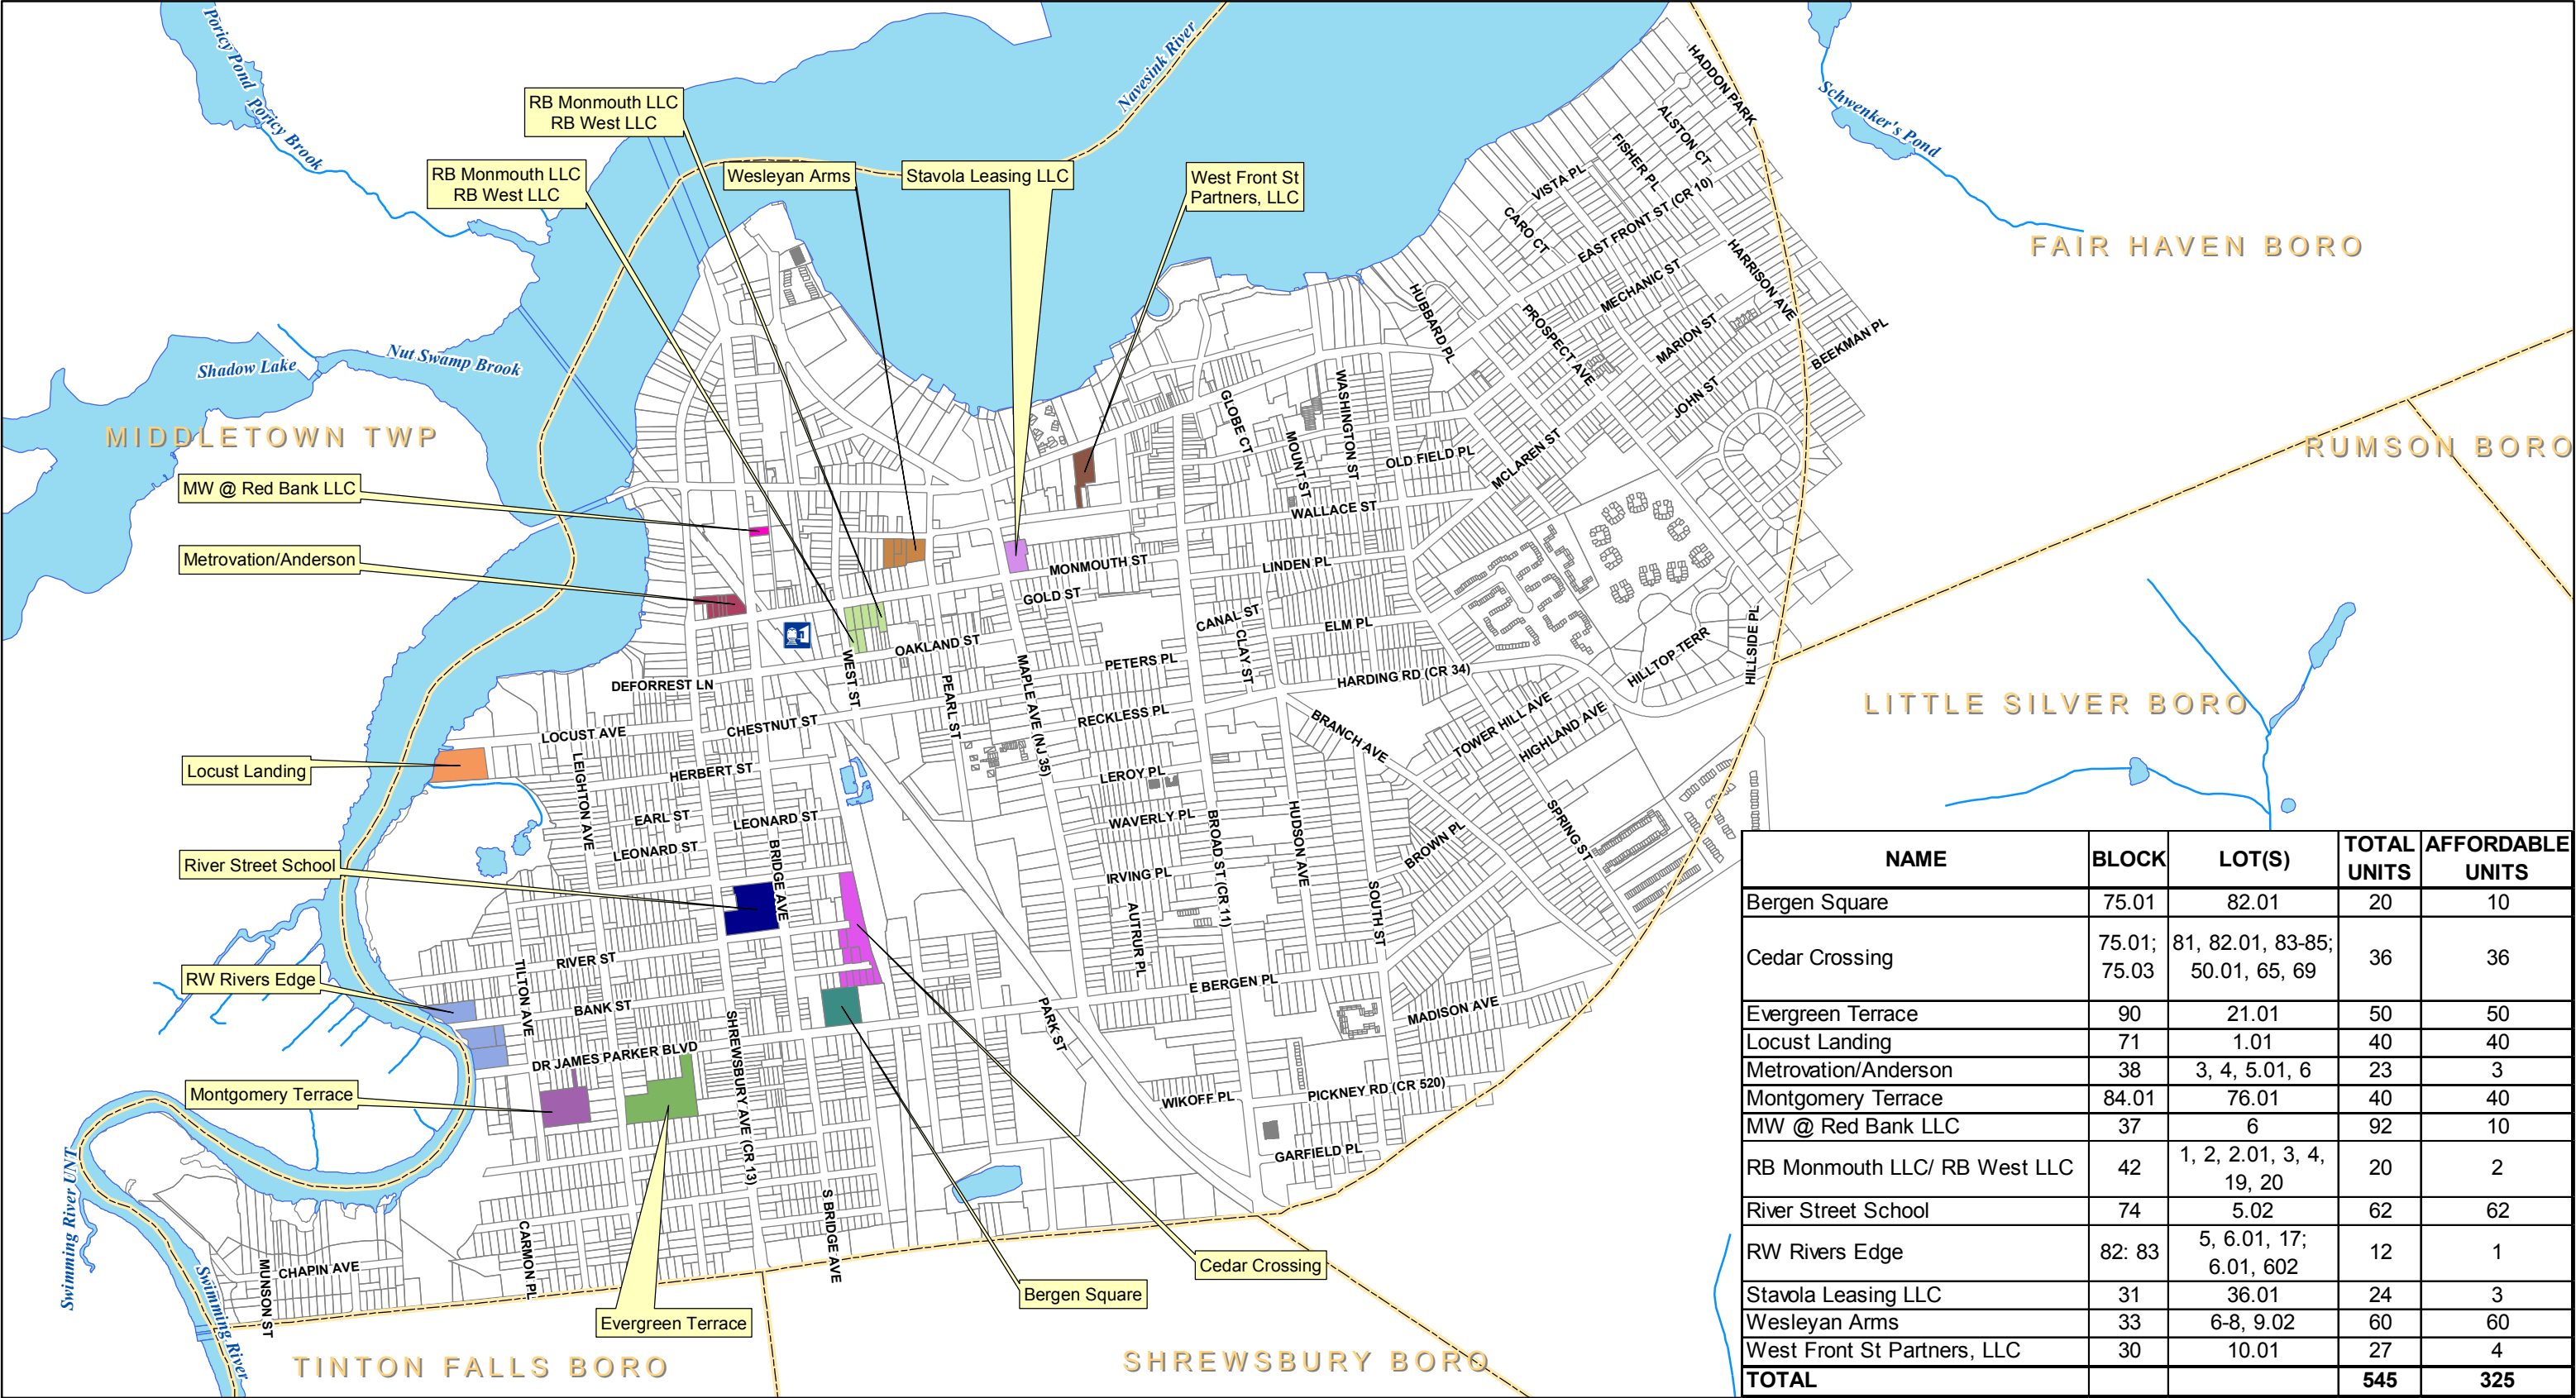 Poricy Pond
Poricy Brook
Navesink River
Schwenker's Pond
Shadow Lake
Nut Swamp Brook
Swimming River UNT
Swimming River
MIDDLETOWN TWP
FAIR HAVEN BORO
RUMSON BORO
LITTLE SILVER BORO
TINTON FALLS BORO
SHREWSBURY BORO
RB Monmouth LLC
RB West LLC
RB Monmouth LLC
RB West LLC
Wesleyan Arms
Stavola Leasing LLC
West Front St
Partners, LLC
MW @ Red Bank LLC
Metrovation/Anderson
Locust Landing
River Street School
RW Rivers Edge
Montgomery Terrace
Evergreen Terrace
Bergen Square
Cedar Crossing
HADDON PARK
ALSTON CT
FISHER PL
VISTA PL
CARO CT
EAST FRONT ST (CR 10)
HARRISON AVE
MECHANIC ST
HUBBARD PL
PROSPECT AVE
MARION ST
BEEKMAN PL
JOHN ST
GLOBE CT
WASHINGTON ST
MOUNT ST
OLD FIELD PL
MCLAREN ST
WALLACE ST
MONMOUTH ST
LINDEN PL
GOLD ST
CANAL ST
CLAY ST
ELM PL
OAKLAND ST
WEST ST
PEARL ST
MAPLE AVE (NJ 35)
PETERS PL
HARDING RD (CR 34)
HILLTOP TERR
HILLSIDE PL
DEFORREST LN
CHESTNUT ST
RECKLESS PL
BRANCH AVE
TOWER HILL AVE
HIGHLAND AVE
LOCUST AVE
LEIGHTON AVE
HERBERT ST
LEROY PL
EARL ST
LEONARD ST
WAVERLY PL
BROAD ST (CR 11)
HUDSON AVE
SPRING ST
BROWN PL
LEONARD ST
BRIDGE AVE
IRVING PL
AUTRUR PL
SOUTH ST
RIVER ST
TILTON AVE
BANK ST
E BERGEN PL
MADISON AVE
PARK ST
DR JAMES PARKER BLVD
SHREWSBURY AVE (CR 13)
WIKOFF PL
PICKNEY RD (CR 520)
GARFIELD PL
S BRIDGE AVE
CARMON PL
CHAPIN AVE
MUNSON ST
NAME BLOCK LOT(S) TOTAL UNITS AFFORDABLE UNITS
Bergen Square 75.01 82.01 20 10
Cedar Crossing 75.01; 75.03 81, 82.01, 83-85; 50.01, 65, 69 36 36
Evergreen Terrace 90 21.01 50 50
Locust Landing 71 1.01 40 40
Metrovation/Anderson 38 3, 4, 5.01, 6 23 3
Montgomery Terrace 84.01 76.01 40 40
MW @ Red Bank LLC 37 6 92 10
RB Monmouth LLC/ RB West LLC 42 1, 2, 2.01, 3, 4, 19, 20 20 2
River Street School 74 5.02 62 62
RW Rivers Edge 82: 83 5, 6.01, 17; 6.01, 602 12 1
Stavola Leasing LLC 31 36.01 24 3
Wesleyan Arms 33 6-8, 9.02 60 60
West Front St Partners, LLC 30 10.01 27 4
TOTAL 545 325